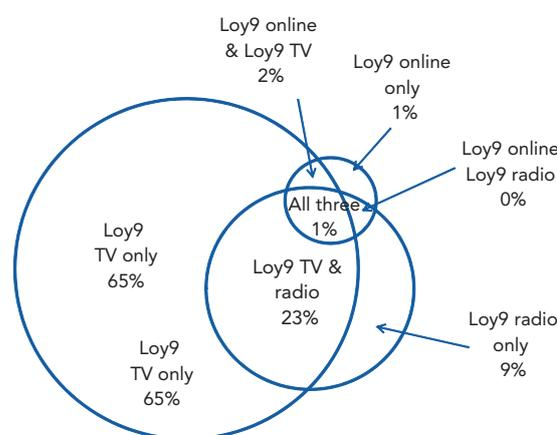 Loy9 online
& Loy9 TV
2%
Loy9 online
only
1%
Loy9 online
Loy9 radio
0%
All three
1%
Loy9
TV only
65%
Loy9 TV &
radio
23%
Loy9 radio
only
9%
Loy9
TV only
65%